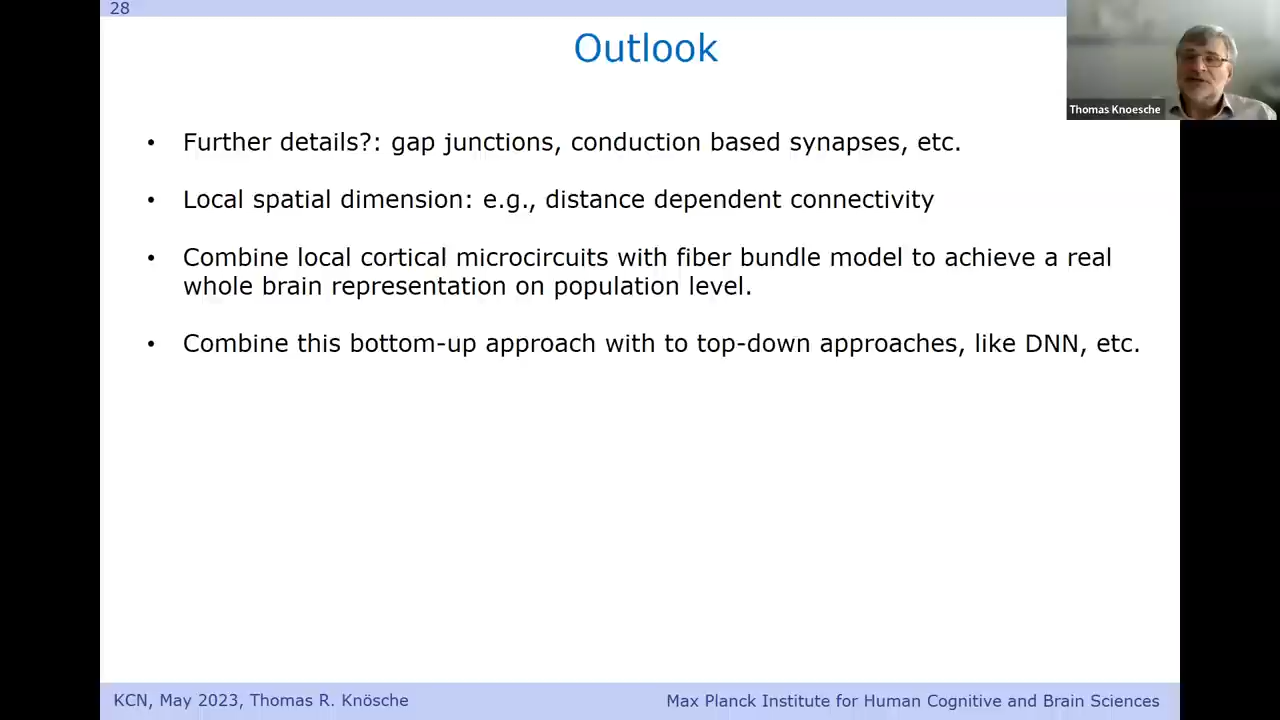 28
Outlook
Thomas Knoesche
• Further details?: gap junctions, conduction based synapses, etc.
• Local spatial dimension: e.g., distance dependent connectivity
• Combine local cortical microcircuits with fiber bundle model to achieve a real
whole brain representation on population level.
• Combine this bottom-up approach with to top-down approaches, like DNN, etc.
KCN, May 2023, Thomas R. Knösche
Max Planck Institute for Human Cognitive and Brain Sciences